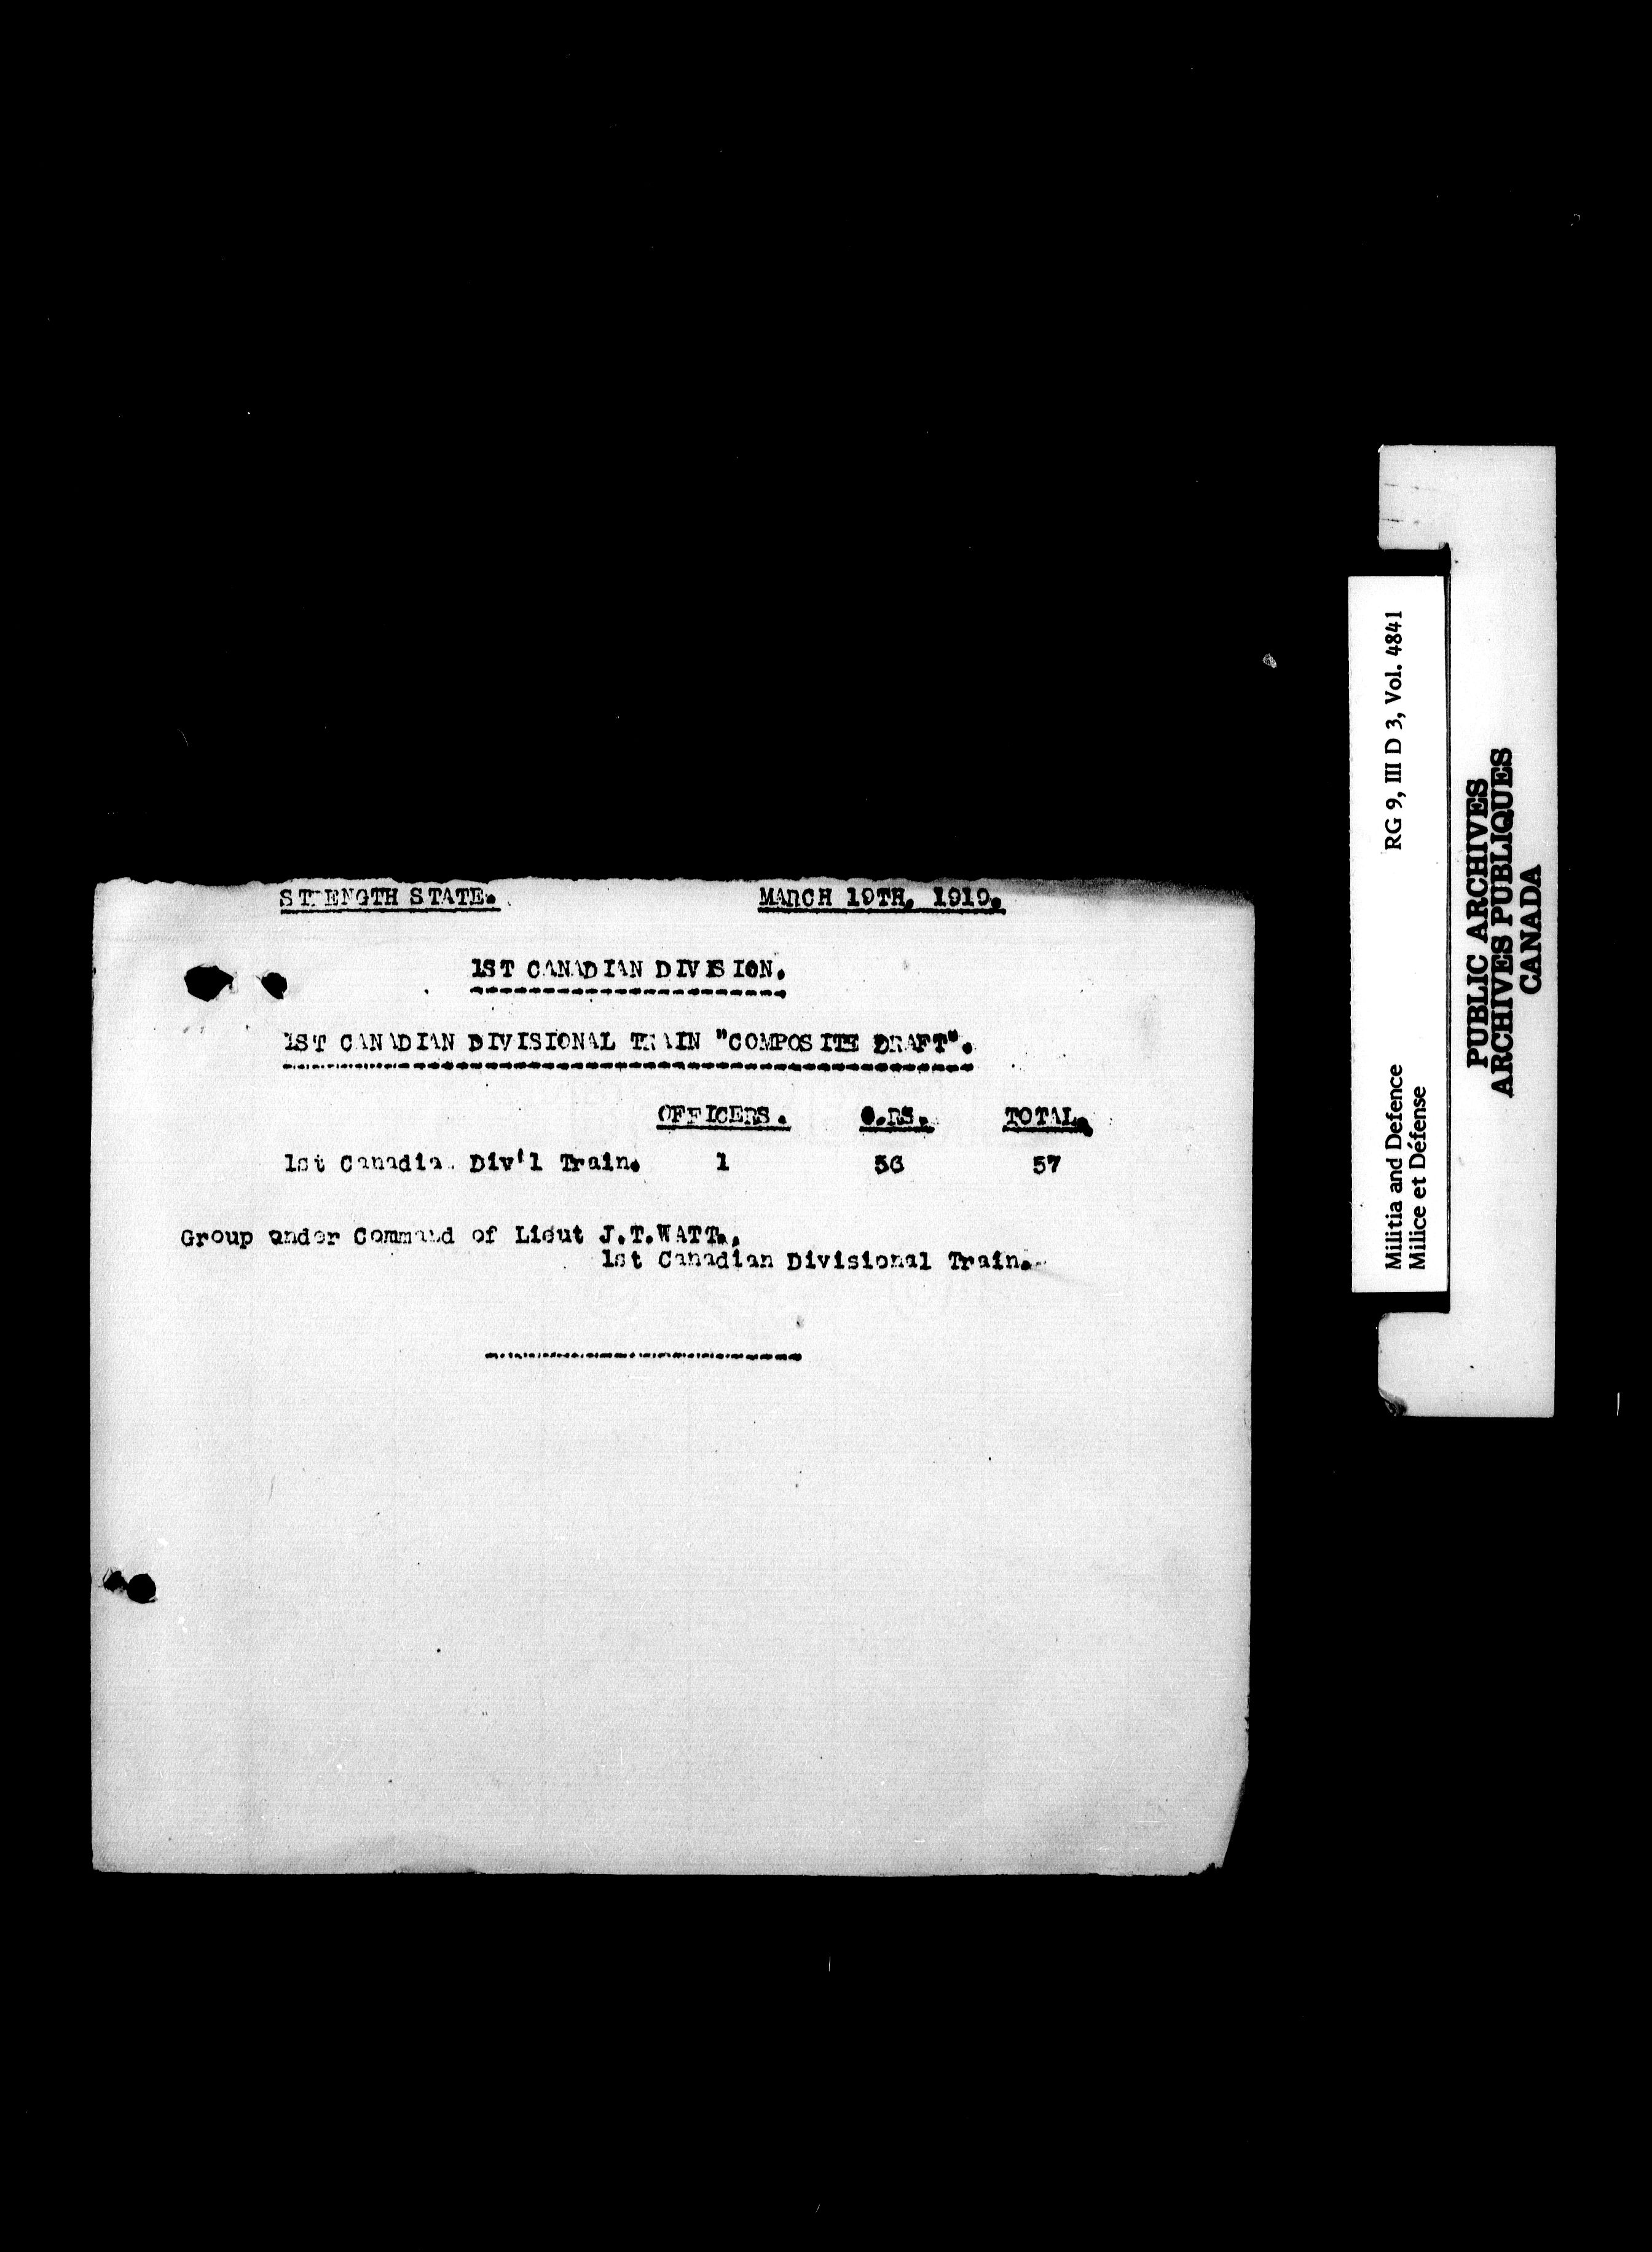 STRENGTH STATE. MARCH 19TH, 1919.
1ST CANADIAN DIVISION.
1ST CANADIAN DIVISIONAL TRAIN "COMPOSITE DRAFT".
OFFICERS. O.RS. TOTAL.
1st Canadian Div'l Train. 1 56 57
Group under Command of Lieut J.T.WATT.,
1st Canadian Divisional Train.
Militia and Defence RG 9, III D 3, Vol. 4841
Milice et Défense
PUBLIC ARCHIVES
ARCHIVES PUBLIQUES
CANADA